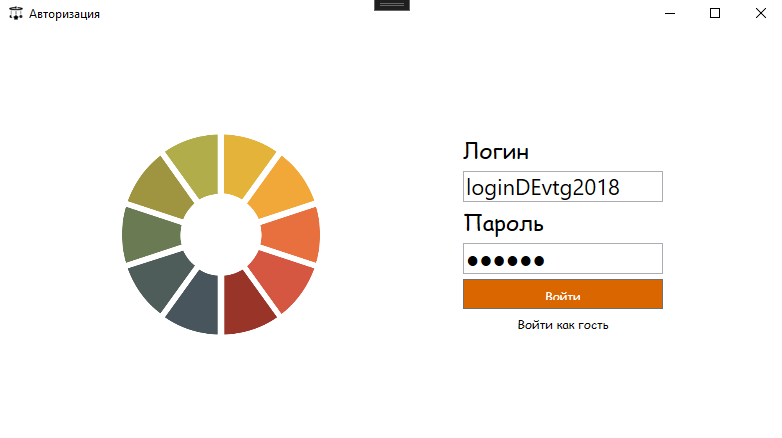 Авторизация
Логин
loginDEvtg2018
Пароль
●●●●●●
Войти
Войти как гость